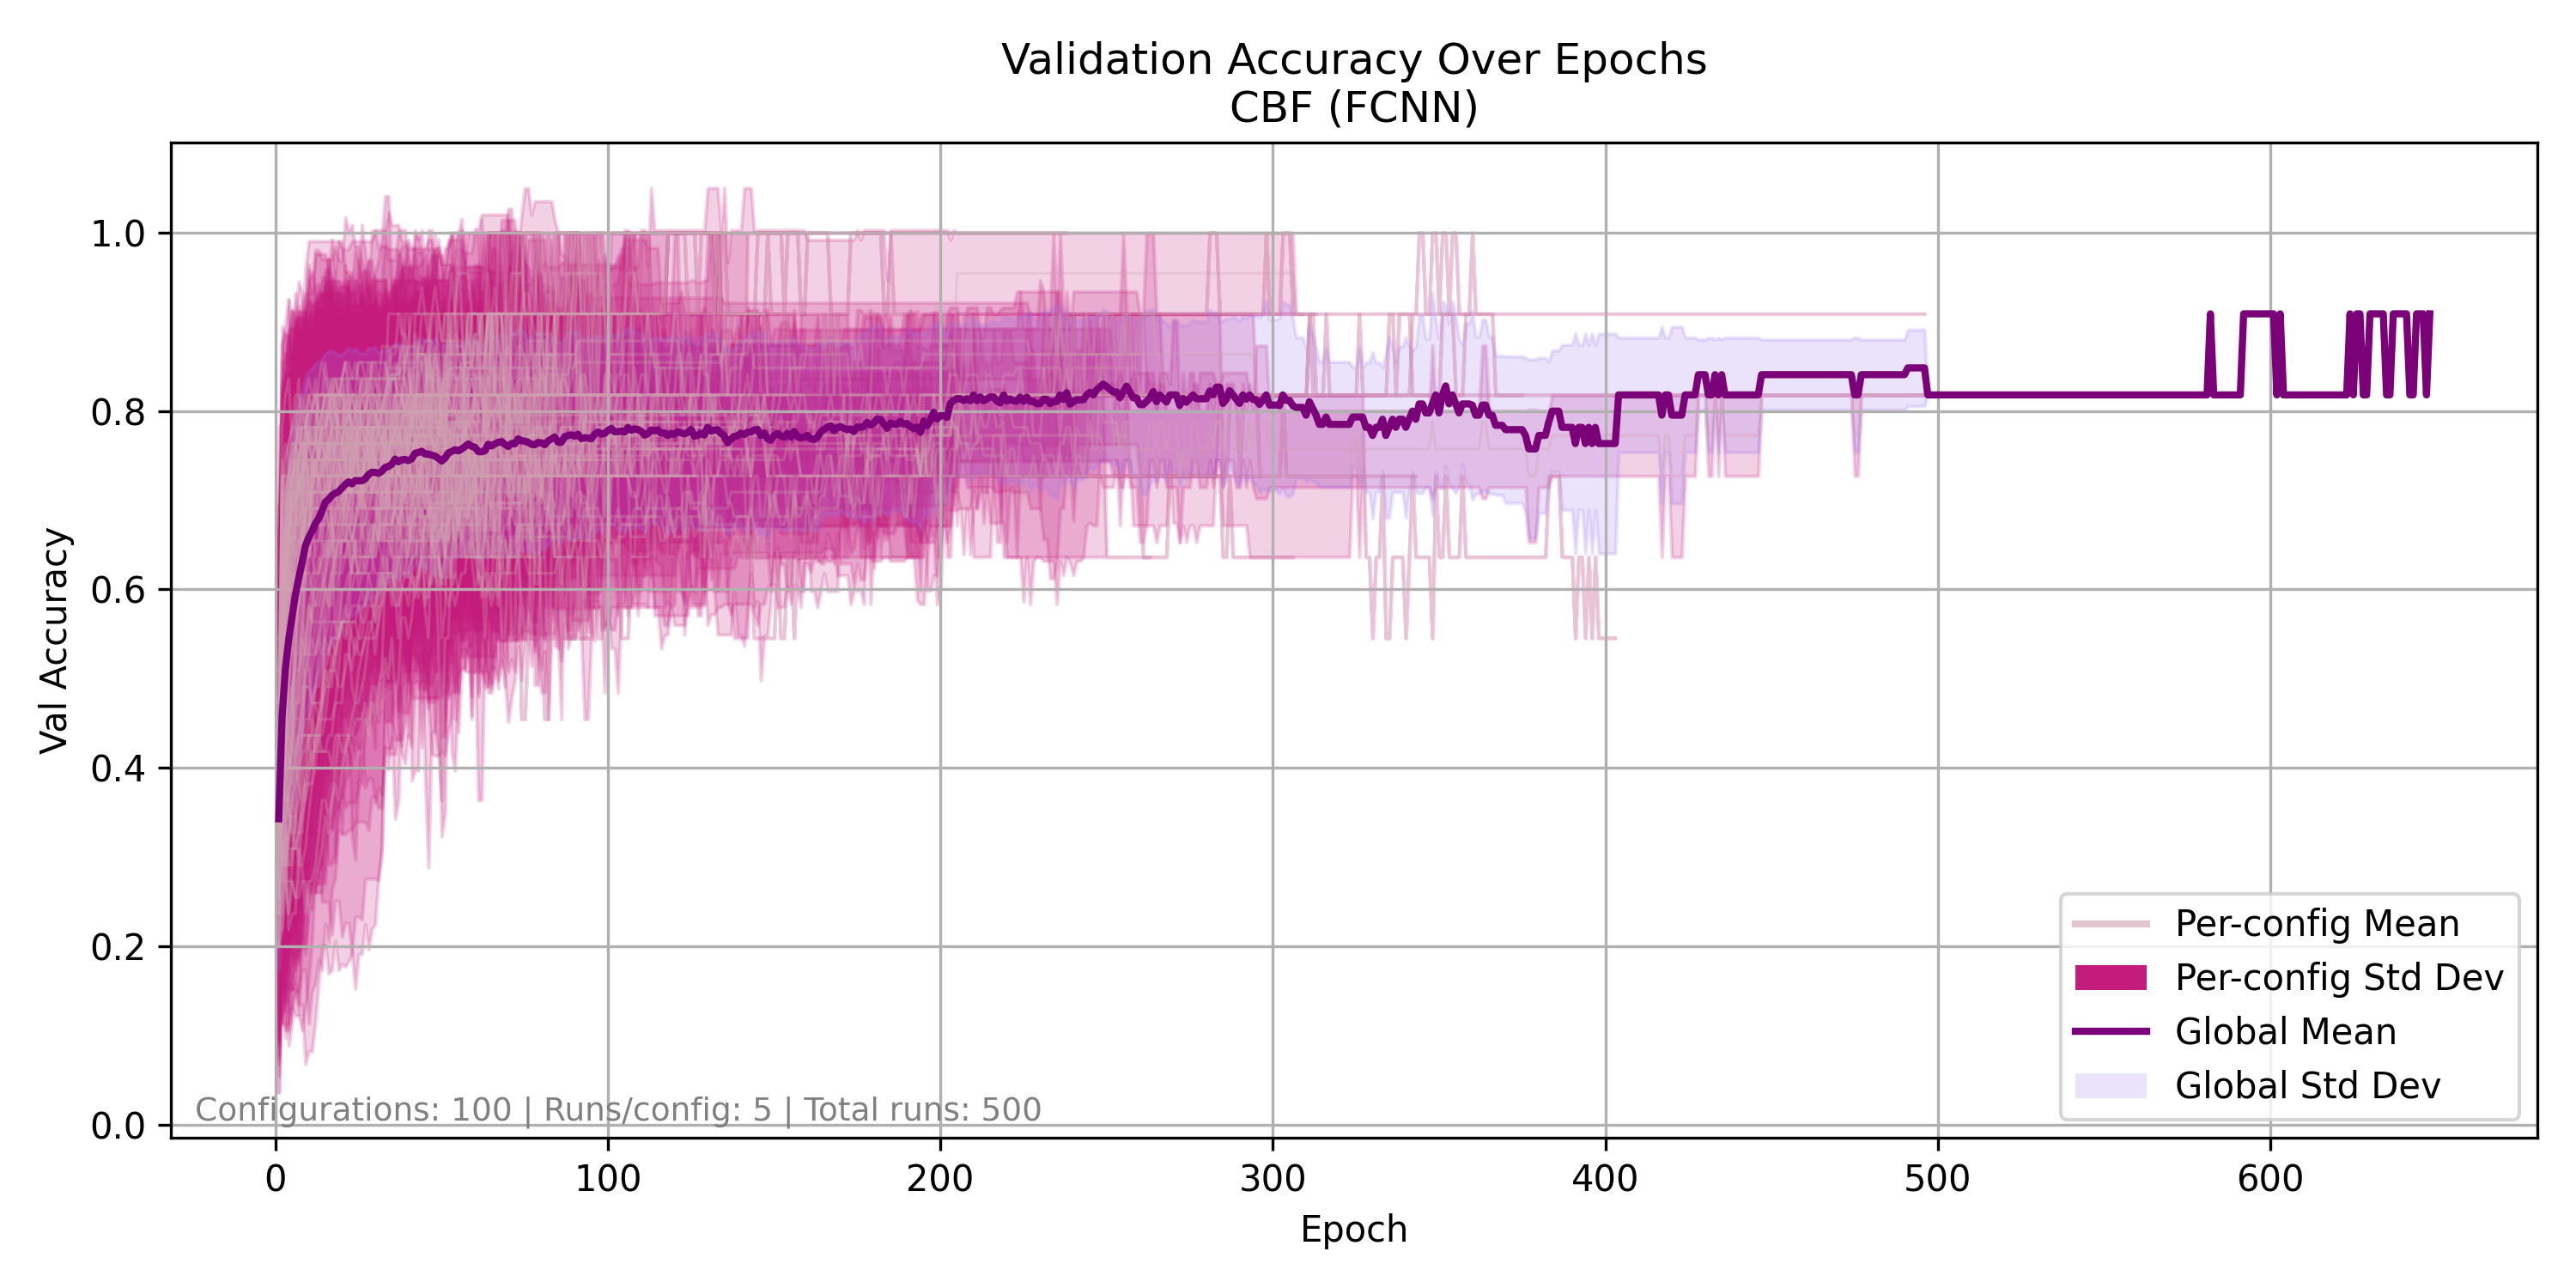 Validation Accuracy Over Epochs
CBF (FCNN)
Val Accuracy
1.0
0.8
0.6
0.4
0.2
0.0
Configurations: 100 | Runs/config: 5 | Total runs: 500
Per-config Mean
Per-config Std Dev
Global Mean
Global Std Dev
0 100 200 300 400 500 600
Epoch